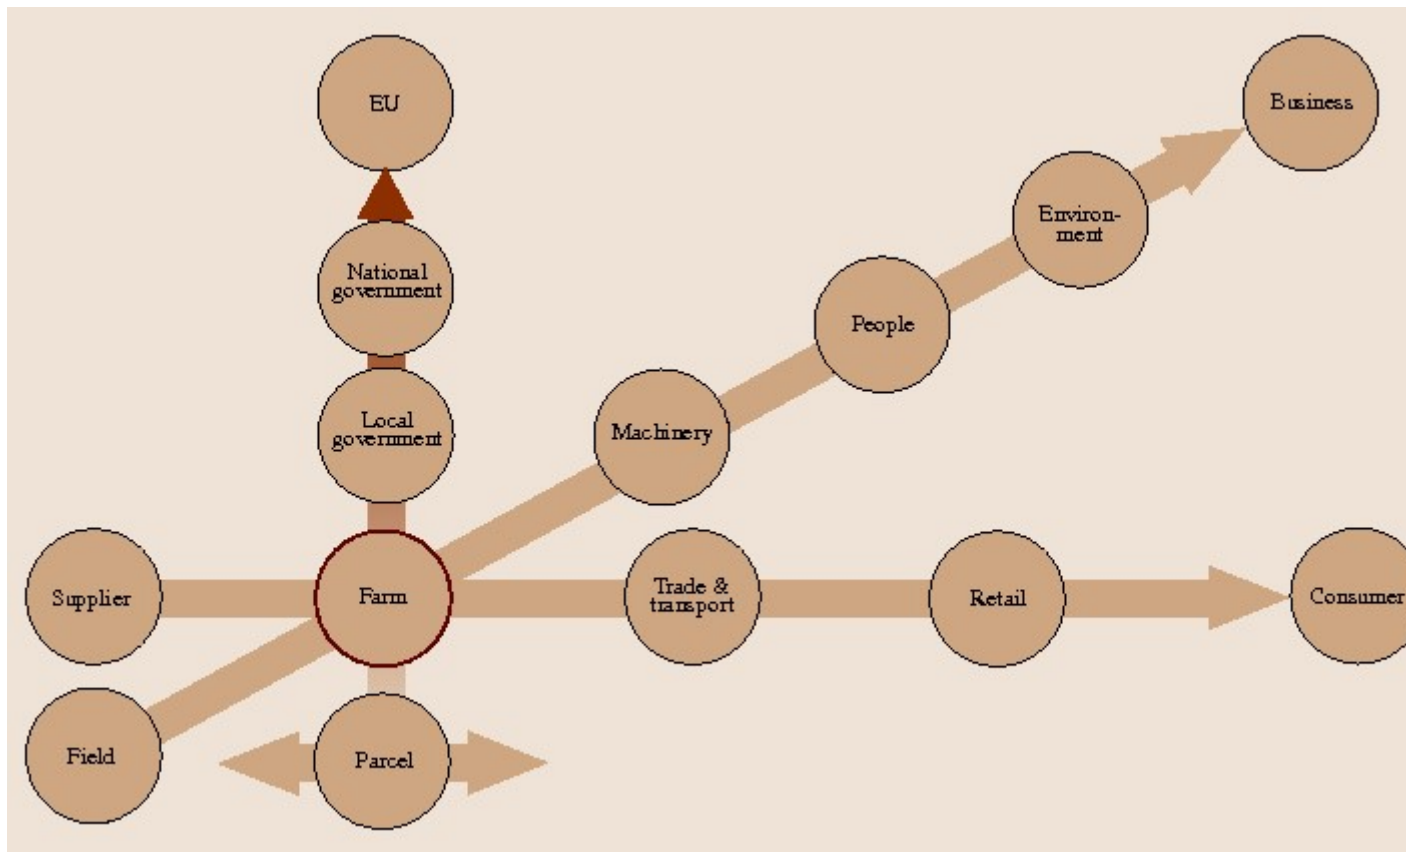 EU
Business
Environ-
ment
National
government
People
Local
government
Machinery
Supplier
Farm
Trade &
transport
Retail
Consumer
Field
Parcel